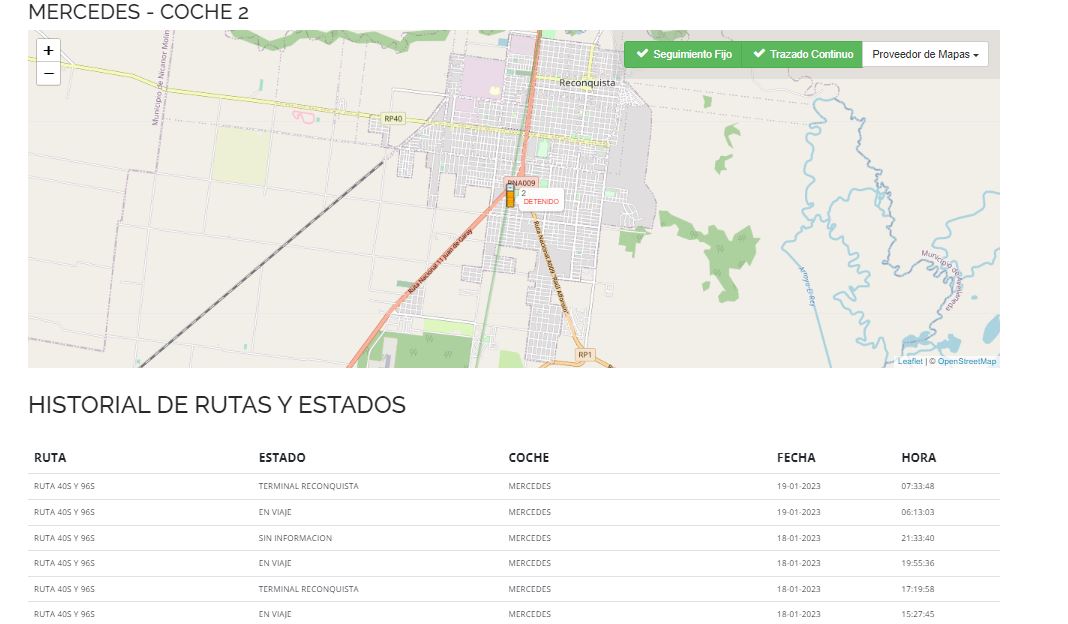 MERCEDES - COCHE 2
+
−
Seguimiento Fijo
Trazado Continuo
Proveedor de Mapas
Municipio de Nicanor Molin
Reconquista
RP40
RNA009
2
DETENIDO
Ruta Nacional 11 Juan de Garay
Ruta Nacional A009 "Raúl Alfonsín"
Arroyo El Rey
Municipio de Avellaneda
RP1
Leaflet | © OpenStreetMap
HISTORIAL DE RUTAS Y ESTADOS
RUTA ESTADO COCHE FECHA HORA
RUTA 40S Y 96S TERMINAL RECONQUISTA MERCEDES 19-01-2023 07:33:48
RUTA 40S Y 96S EN VIAJE MERCEDES 19-01-2023 06:13:03
RUTA 40S Y 96S SIN INFORMACION MERCEDES 18-01-2023 21:33:40
RUTA 40S Y 96S EN VIAJE MERCEDES 18-01-2023 19:55:36
RUTA 40S Y 96S TERMINAL RECONQUISTA MERCEDES 18-01-2023 17:19:58
RUTA 40S Y 96S EN VIAJE MERCEDES 18-01-2023 15:27:45